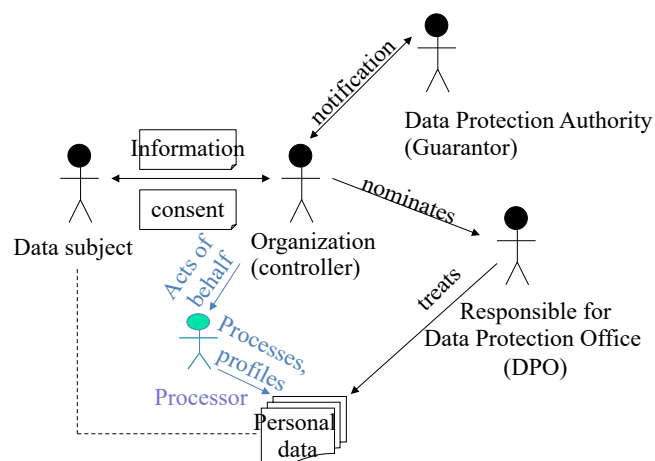 notification
Data Protection Authority
(Guarantor)
Information
consent
nominates
Data subject
Organization
(controller)
Acts of
behalf
treats
Responsible for
Data Protection Office
(DPO)
Processes,
profiles
Processor
Personal
data